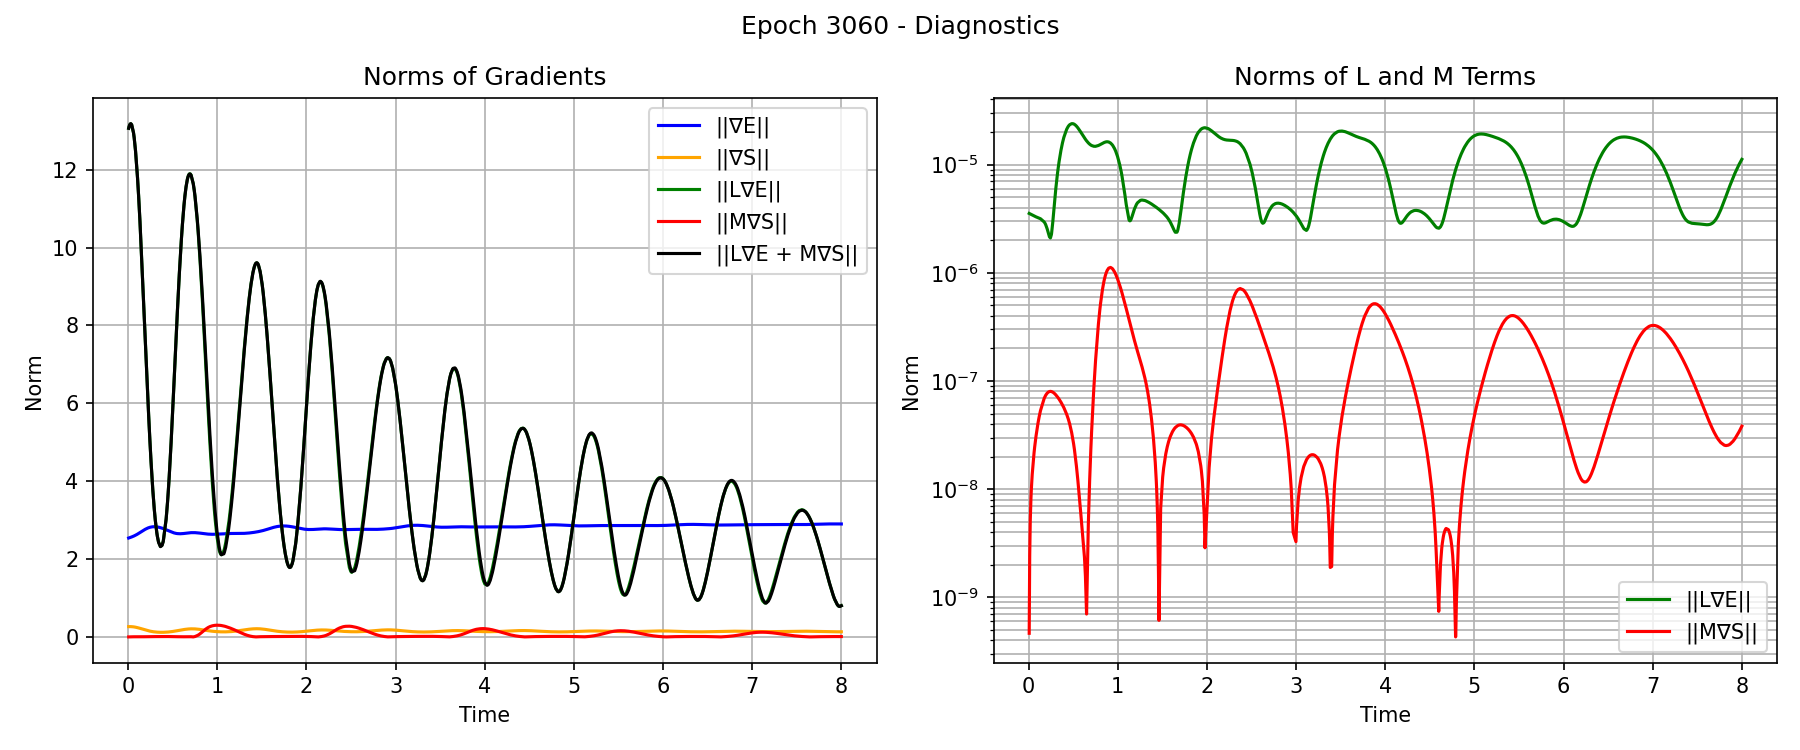 Epoch 3060 - Diagnostics
Norms of Gradients
Norm
12
10
8
6
4
2
0
||∇E||
||∇S||
||L∇E||
||M∇S||
||L∇E + M∇S||
0 1 2 3 4 5 6 7 8
Time
Norms of L and M Terms
Norm
10⁻⁵
10⁻⁶
10⁻⁷
10⁻⁸
10⁻⁹
||L∇E||
||M∇S||
0 1 2 3 4 5 6 7 8
Time